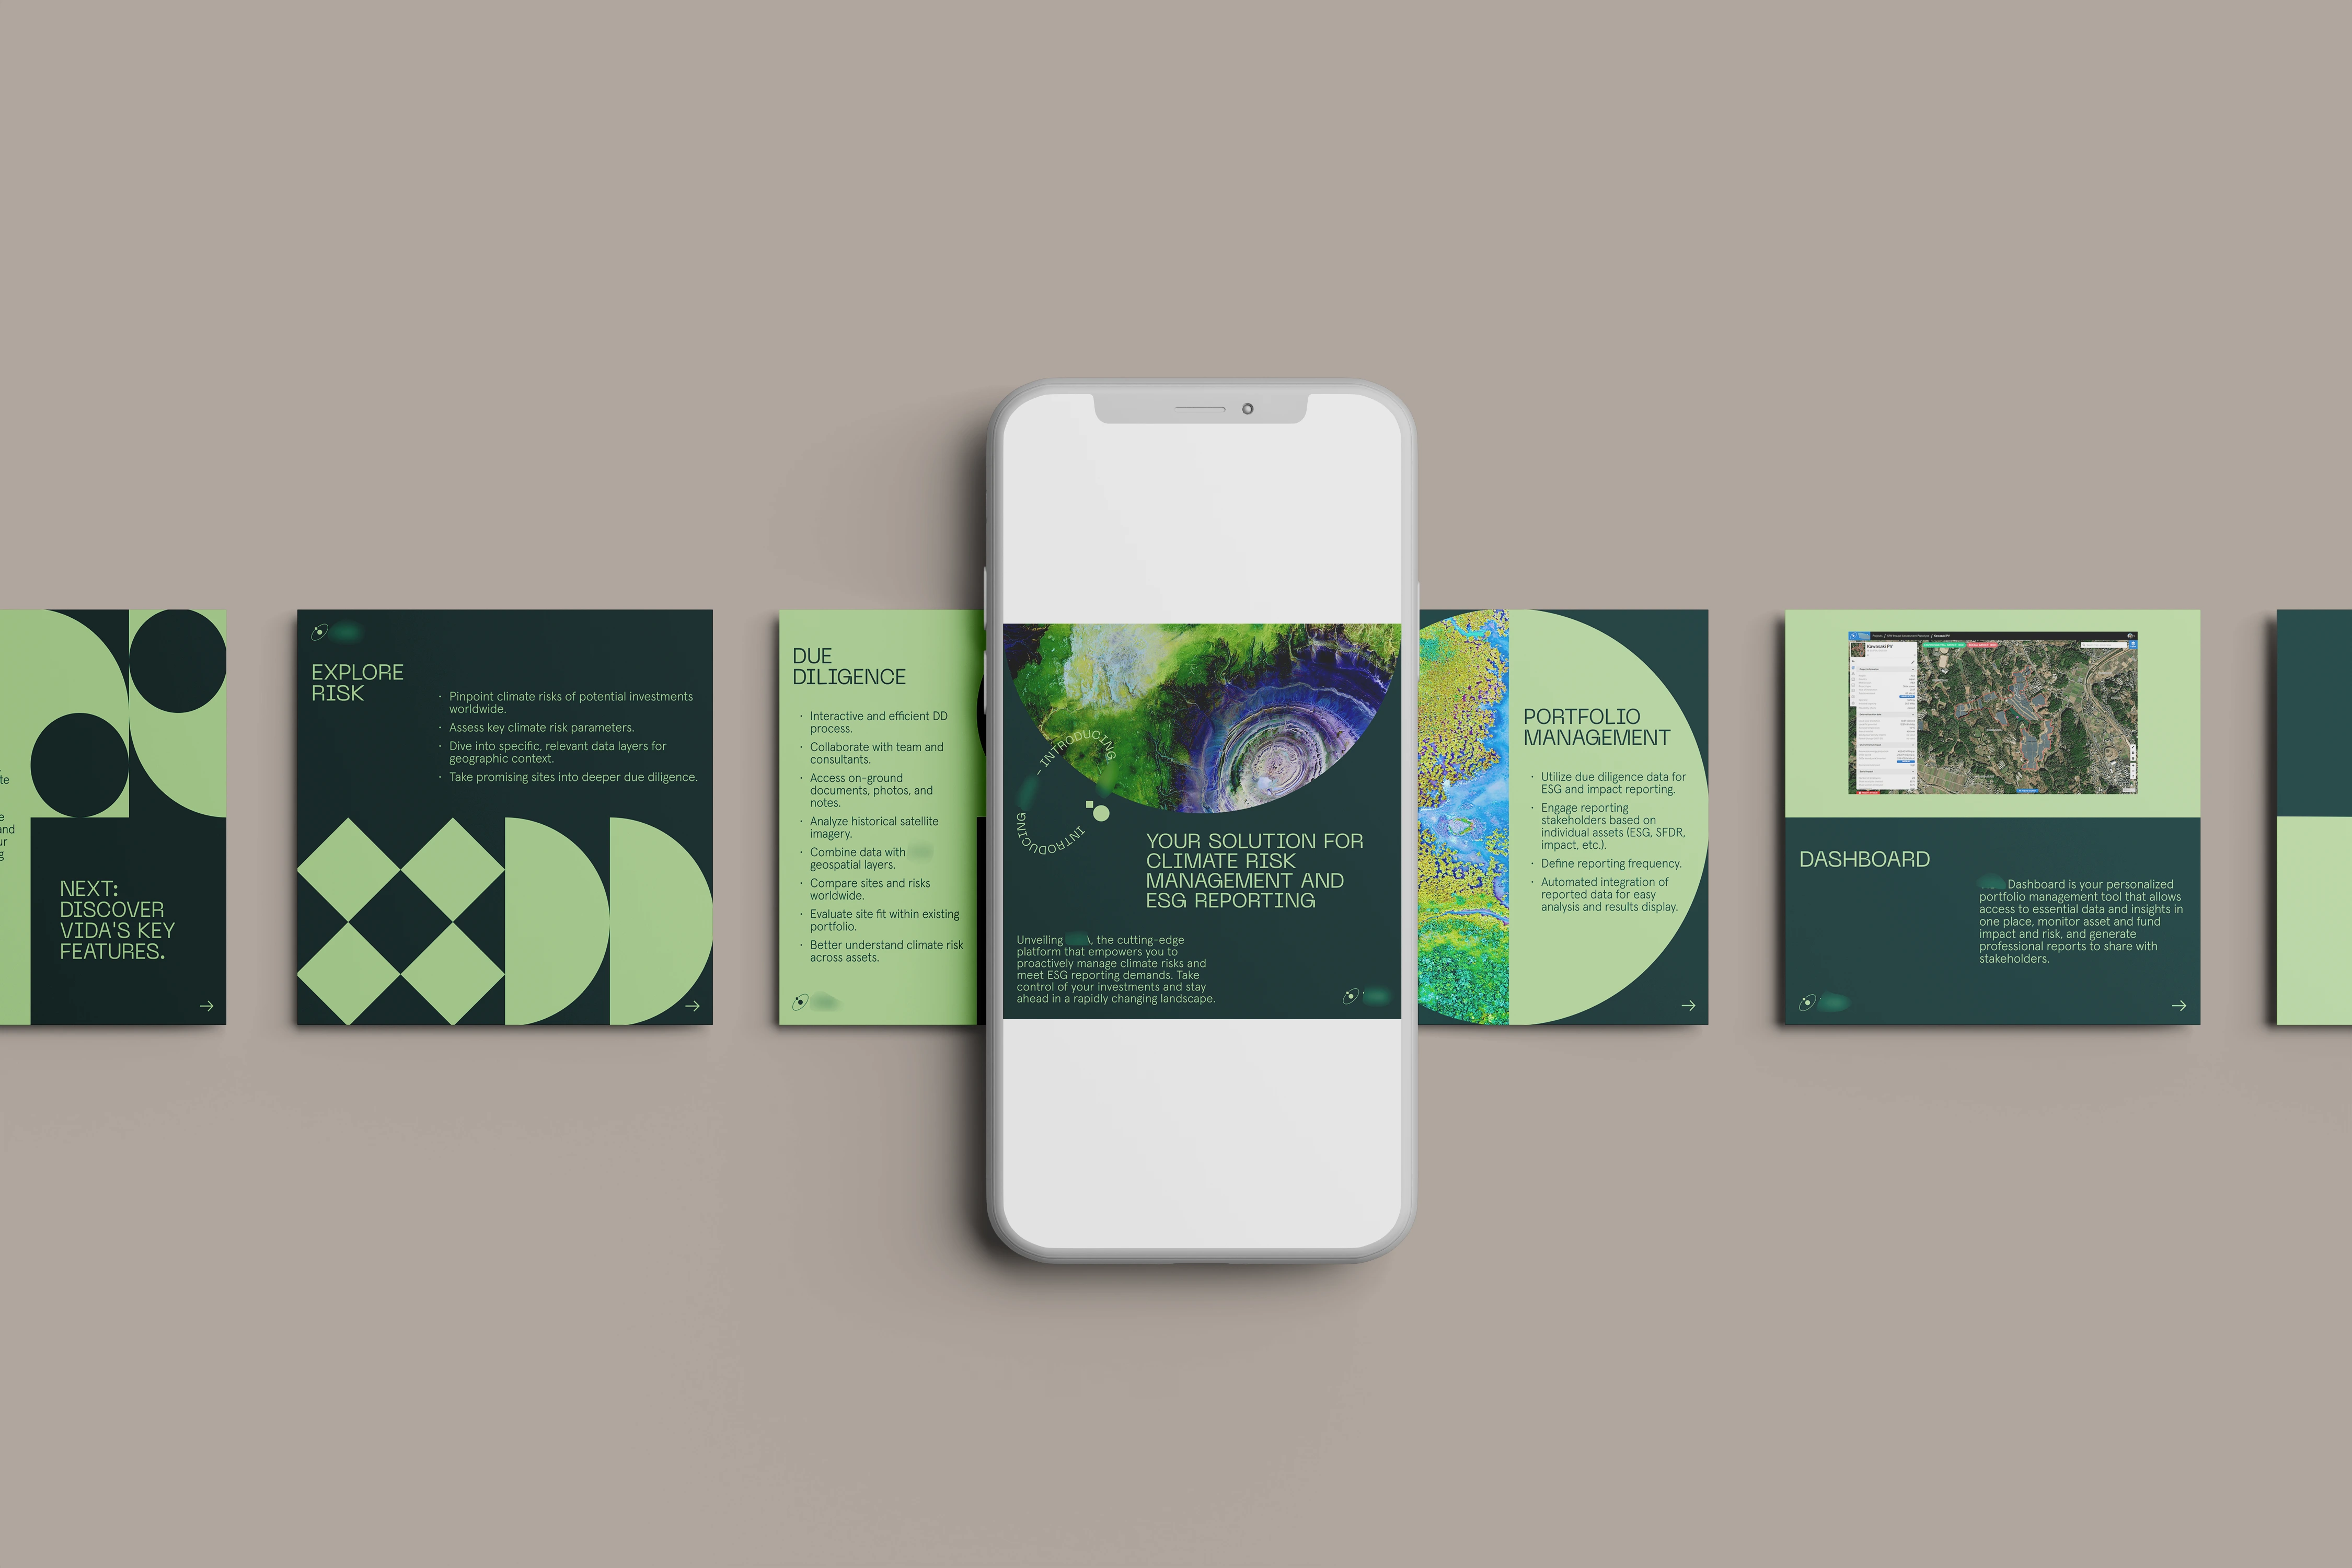 te
e
and
ur
g
NEXT:
DISCOVER
VIDA'S KEY
FEATURES.
EXPLORE
RISK
· Pinpoint climate risks of potential investments
worldwide.
· Assess key climate risk parameters.
· Dive into specific, relevant data layers for
geographic context.
· Take promising sites into deeper due diligence.
DUE
DILIGENCE
· Interactive and efficient DD
process.
· Collaborate with team and
consultants.
· Access on-ground
documents, photos, and
notes.
· Analyze historical satellite
imagery.
· Combine data with
geospatial layers.
· Compare sites and risks
worldwide.
· Evaluate site fit within existing
portfolio.
· Better understand climate risk
across assets.
– INTRODUCING
INTRODUCING
YOUR SOLUTION FOR
CLIMATE RISK
MANAGEMENT AND
ESG REPORTING
Unveiling , the cutting-edge
platform that empowers you to
proactively manage climate risks and
meet ESG reporting demands. Take
control of your investments and stay
ahead in a rapidly changing landscape.
PORTFOLIO
MANAGEMENT
· Utilize due diligence data for
ESG and impact reporting.
· Engage reporting
stakeholders based on
individual assets (ESG, SFDR,
impact, etc.).
· Define reporting frequency.
· Automated integration of
reported data for easy
analysis and results display.
Kawasaki PV
DASHBOARD
Dashboard is your personalized
portfolio management tool that allows
access to essential data and insights in
one place, monitor asset and fund
impact and risk, and generate
professional reports to share with
stakeholders.